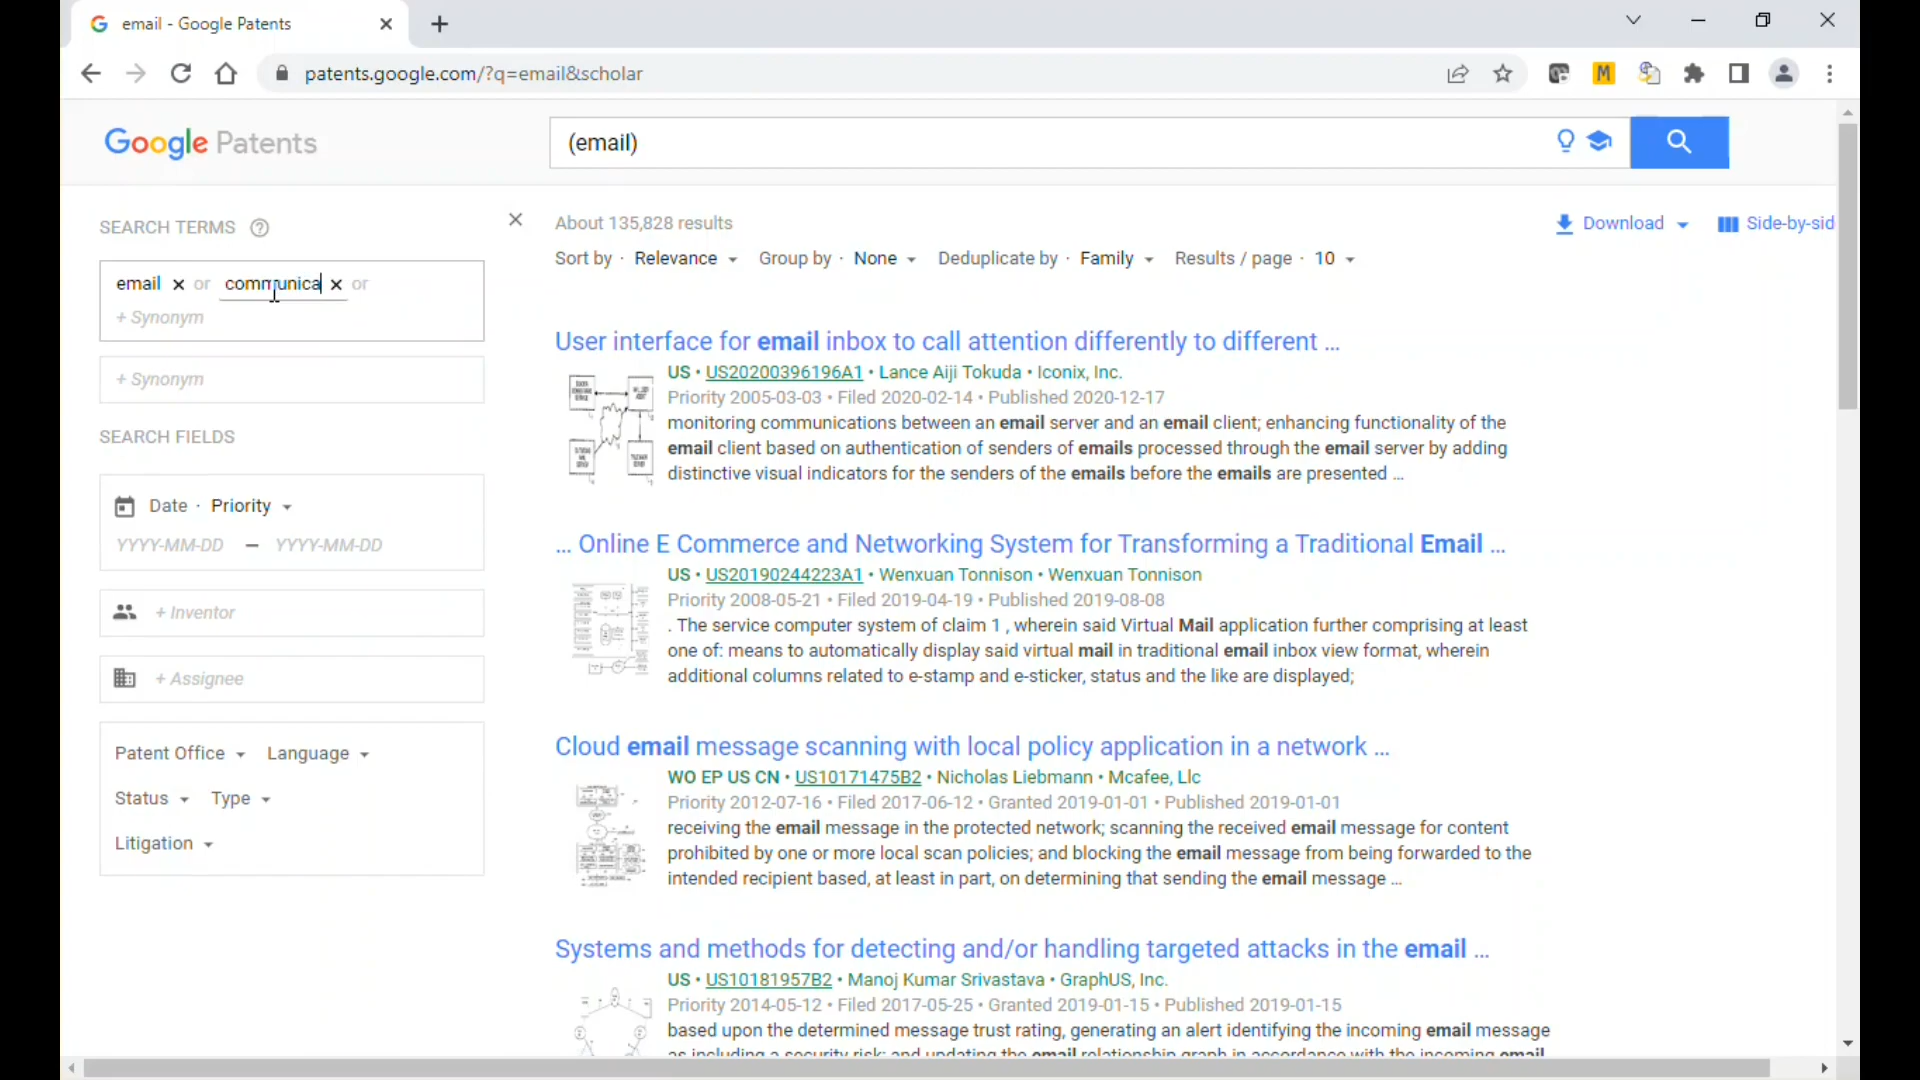 email - Google Patents
patents.google.com/?q=email&scholar
M
Google Patents
(email)
SEARCH TERMS
About 135,828 results
Download
Side-by-sid
Sort by · Relevance
Group by · None
Deduplicate by · Family
Results / page · 10
email × or communica × or
+ Synonym
+ Synonym
SEARCH FIELDS
Date · Priority
YYYY-MM-DD – YYYY-MM-DD
+ Inventor
+ Assignee
Patent Office
Language
Status
Type
Litigation
User interface for email inbox to call attention differently to different ...
US • US20200396196A1 • Lance Aiji Tokuda • Iconix, Inc.
Priority 2005-03-03 • Filed 2020-02-14 • Published 2020-12-17
monitoring communications between an email server and an email client; enhancing functionality of the
email client based on authentication of senders of emails processed through the email server by adding
distinctive visual indicators for the senders of the emails before the emails are presented ...
... Online E Commerce and Networking System for Transforming a Traditional Email ...
US • US20190244223A1 • Wenxuan Tonnison • Wenxuan Tonnison
Priority 2008-05-21 • Filed 2019-04-19 • Published 2019-08-08
. The service computer system of claim 1 , wherein said Virtual Mail application further comprising at least
one of: means to automatically display said virtual mail in traditional email inbox view format, wherein
additional columns related to e-stamp and e-sticker, status and the like are displayed;
Cloud email message scanning with local policy application in a network ...
WO EP US CN • US10171475B2 • Nicholas Liebmann • Mcafee, Llc
Priority 2012-07-16 • Filed 2017-06-12 • Granted 2019-01-01 • Published 2019-01-01
receiving the email message in the protected network; scanning the received email message for content
prohibited by one or more local scan policies; and blocking the email message from being forwarded to the
intended recipient based, at least in part, on determining that sending the email message ...
Systems and methods for detecting and/or handling targeted attacks in the email ...
US • US10181957B2 • Manoj Kumar Srivastava • GraphUS, Inc.
Priority 2014-05-12 • Filed 2017-05-25 • Granted 2019-01-15 • Published 2019-01-15
based upon the determined message trust rating, generating an alert identifying the incoming email message
as including a security risk; and updating the email relationship graph in accordance with the incoming email